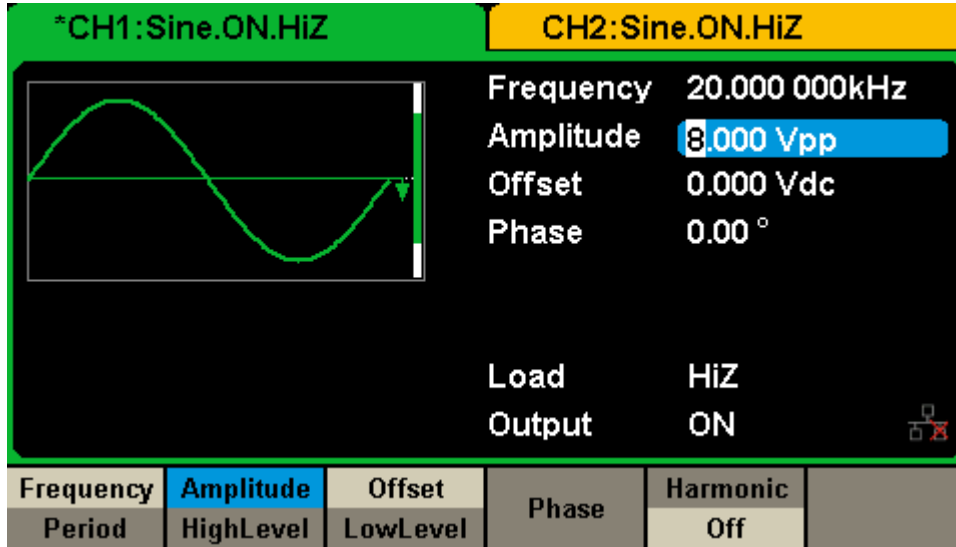 *CH1:Sine.ON.HiZ CH2:Sine.ON.HiZ
Frequency 20.000 000kHz
Amplitude 8.000 Vpp
Offset 0.000 Vdc
Phase 0.00 °
Load HiZ
Output ON
Frequency Amplitude Offset Phase Harmonic
Period HighLevel LowLevel Off